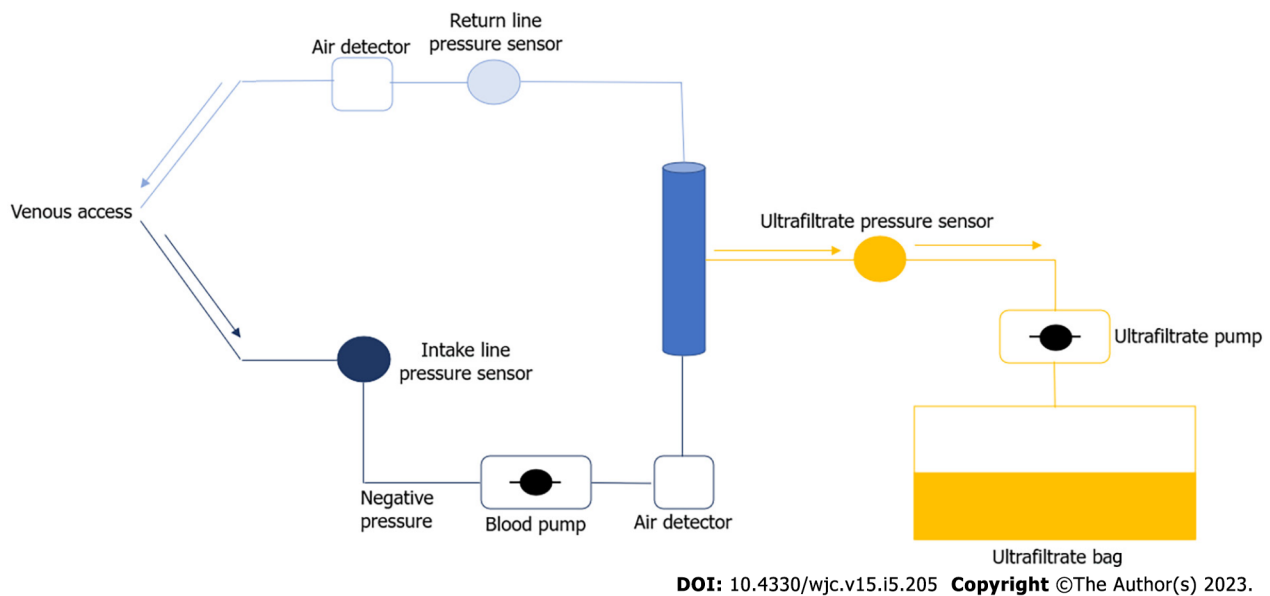 Return line
pressure sensor
Air detector
Venous access
Ultrafiltrate pressure sensor
Ultrafiltrate pump
Intake line
pressure sensor
Negative
pressure
Blood pump
Air detector
Ultrafiltrate bag
DOI: 10.4330/wjc.v15.i5.205 Copyright ©The Author(s) 2023.